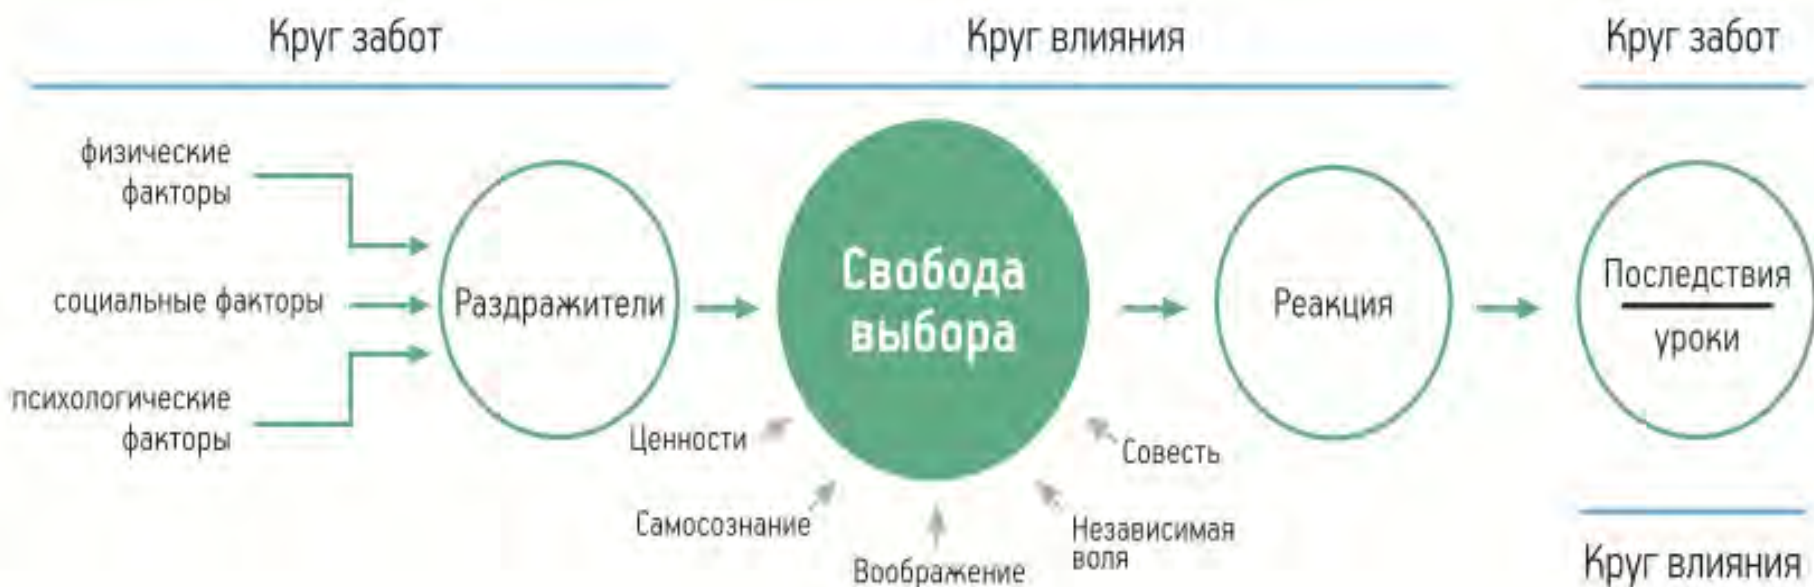 Круг забот
Круг влияния
Круг забот
физические
факторы
социальные факторы
психологические
факторы
Раздражители
Свобода
выбора
Реакция
Последствия
уроки
Ценности
Самосознание
Воображение
Независимая
воля
Совесть
Круг влияния